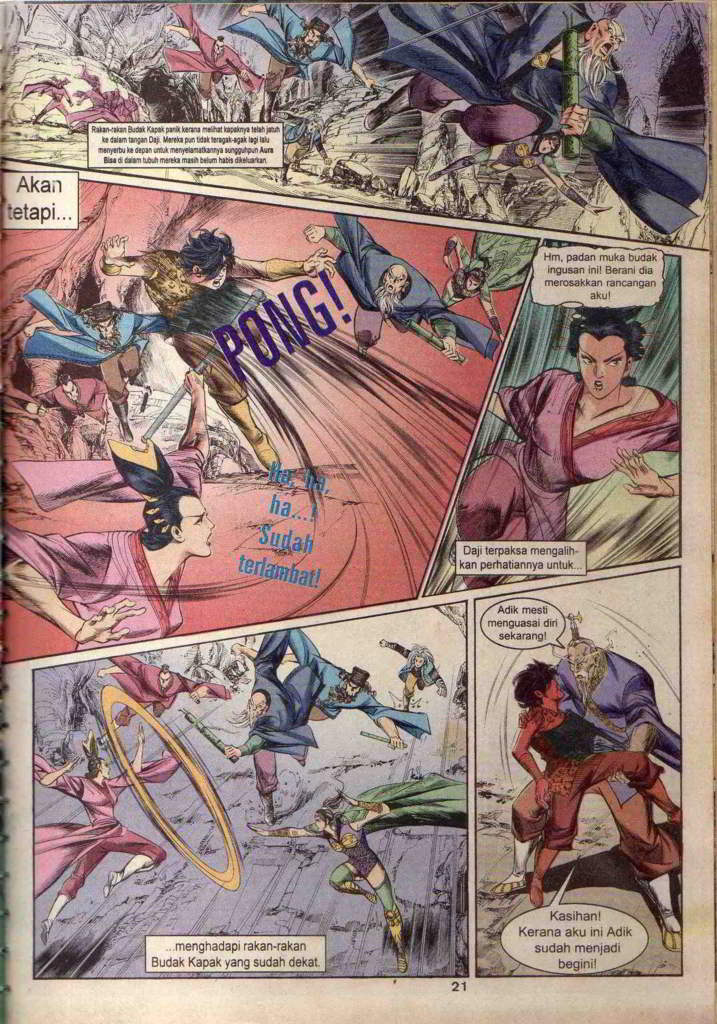 Rakan-rakan Budak Kapak panik kerana melihat kapaknya telah jatuh
ke dalam tangan Daji. Mereka pun tidak teragak-agak lagi lalu
menyerbu ke depan untuk menyelamatkannya sungguhpun Aura
Bisa di dalam tubuh mereka masih belum habis dikeluarkan.
Akan
tetapi...
PONG!
Ha, ha,
ha...!
Sudah
terlambat!
Hm, padan muka budak
ingusan ini! Berani dia
merosakkan rancangan
aku!
Daji terpaksa mengalih-
kan perhatiannya untuk...
...menghadapi rakan-rakan
Budak Kapak yang sudah dekat.
Adik mesti
menguasai diri
sekarang!
Kasihan!
Kerana aku ini Adik
sudah menjadi
begini!
21